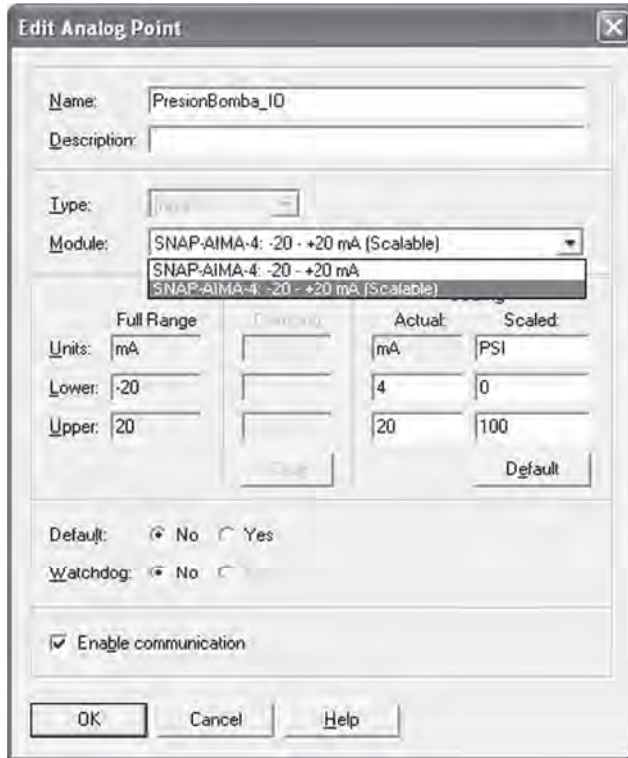 Edit Analog Point
Name: PresionBomba_IO
Description:
Type:
Module: SNAP-AIMA-4: -20 - +20 mA (Scalable)
SNAP-AIMA-4: -20 - +20 mA
SNAP-AIMA-4: -20 - +20 mA (Scalable)
Full Range Actual: Scaled:
Units: mA mA PSI
Lower: -20 4 0
Upper: 20 20 100
Default
Default: No Yes
Watchdog: No
Enable communication
OK Cancel Help